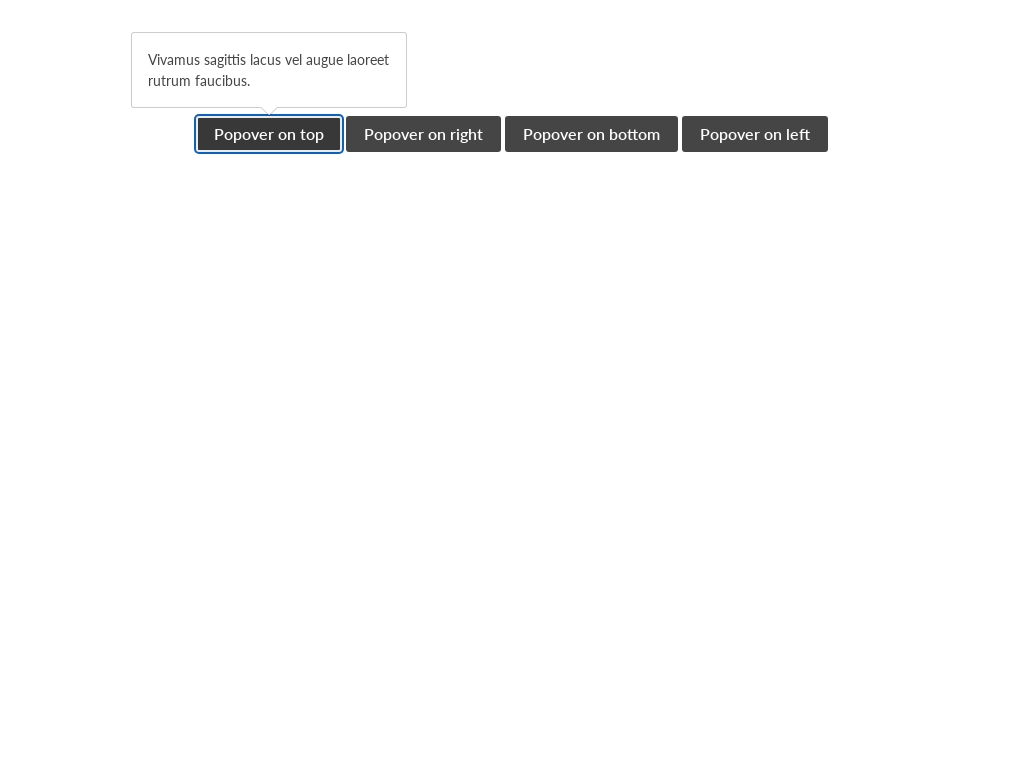 Vivamus sagittis lacus vel augue laoreet
rutrum faucibus.
Popover on top
Popover on right
Popover on bottom
Popover on left